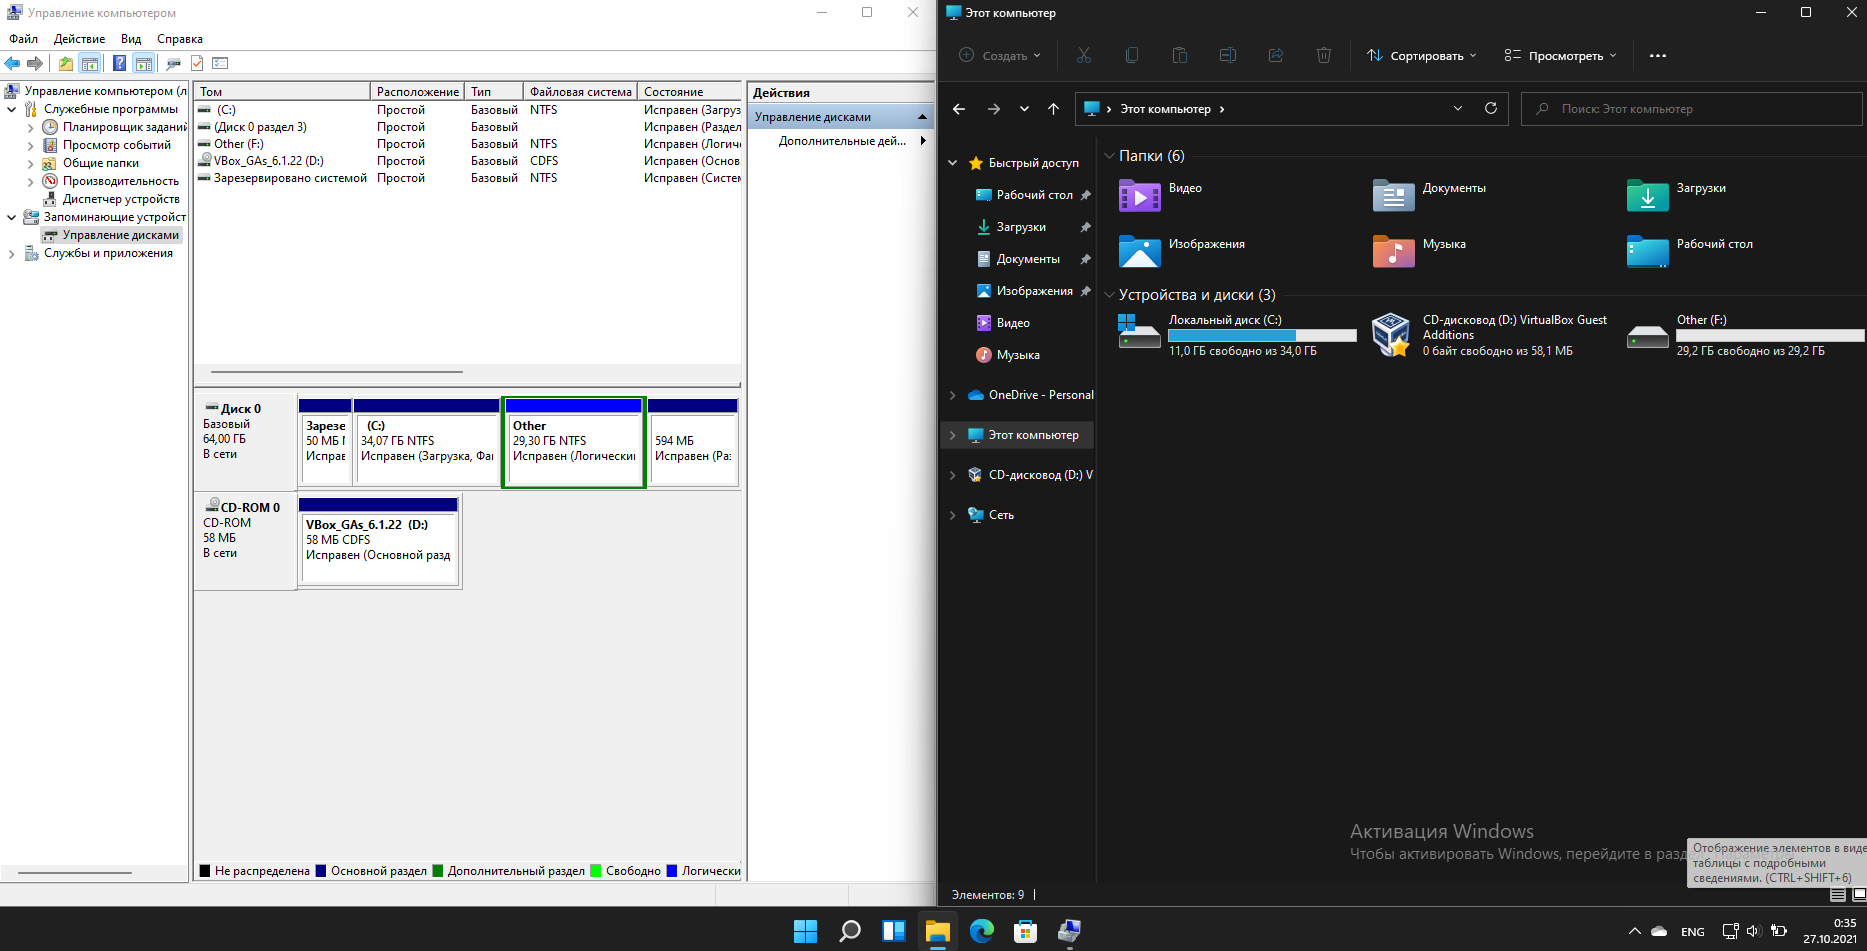 Управление компьютером
Файл Действие Вид Справка
Управление компьютером (л
Служебные программы
Планировщик заданий
Просмотр событий
Общие папки
Производительность
Диспетчер устройств
Запоминающие устройст
Управление дисками
Службы и приложения
Том Расположение Тип Файловая система Состояние
(C:) Простой Базовый NTFS Исправен (Загруз
(Диск 0 раздел 3) Простой Базовый Исправен (Раздел
Other (F:) Простой Базовый NTFS Исправен (Логич
VBox_GAs_6.1.22 (D:) Простой Базовый CDFS Исправен (Основ
Зарезервировано системой Простой Базовый NTFS Исправен (Систем
Диск 0
Базовый
64,00 ГБ
В сети
Зарезе
50 МБ
Исправ
(C:)
34,07 ГБ NTFS
Исправен (Загрузка, Фаі
Other
29,30 ГБ NTFS
Исправен (Логически
594 МБ
Исправен (Раз
CD-ROM 0
CD-ROM
58 МБ
В сети
VBox_GAs_6.1.22 (D:)
58 МБ CDFS
Исправен (Основной разд
Не распределена Основной раздел Дополнительный раздел Свободно Логически
Действия
Управление дисками
Дополнительные дей...
Этот компьютер
Создать Сортировать Просмотреть
Этот компьютер
Поиск: Этот компьютер
Быстрый доступ
Рабочий стол
Загрузки
Документы
Изображения
Видео
Музыка
OneDrive - Personal
Этот компьютер
CD-дисковод (D:) V
Сеть
Папки (6)
Видео Документы Загрузки
Изображения Музыка Рабочий стол
Устройства и диски (3)
Локальный диск (C:)
11,0 ГБ свободно из 34,0 ГБ
CD-дисковод (D:) VirtualBox Guest
Additions
0 байт свободно из 58,1 МБ
Other (F:)
29,2 ГБ свободно из 29,2 ГБ
Активация Windows
Чтобы активировать Windows, перейдите в раздел
Отображение элементов в виде
таблицы с подробными
сведениями. (CTRL+SHIFT+6)
Элементов: 9
ENG
0:35
27.10.2021